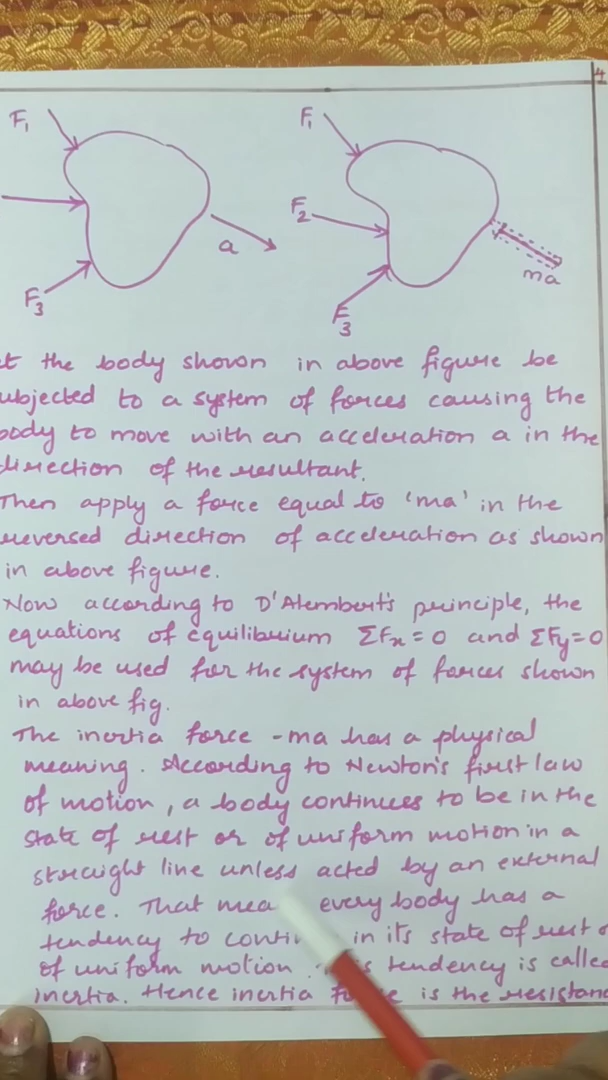 4
F1
F1
F2
a
ma
F3
F3
et the body shown in above figure be
ubjected to a system of forces causing the
body to move with an acceleration a in the
direction of the resultant.
Then apply a force equal to 'ma' in the
reversed direction of acceleration as shown
in above figure.
Now according to D'Alembert's principle, the
equations of equilibrium ΣFx = 0 and ΣFy = 0
may be used for the system of forces shown
in above fig.
The inertia force -ma has a physical
meaning. According to Newton's first law
of motion, a body continues to be in the
state of rest or of uniform motion in a
straight line unless acted by an external
force. That mea every body has a
tendency to conti in its state of rest
of uniform motion. tendency is calle
inertia. Hence inertia is the resistan